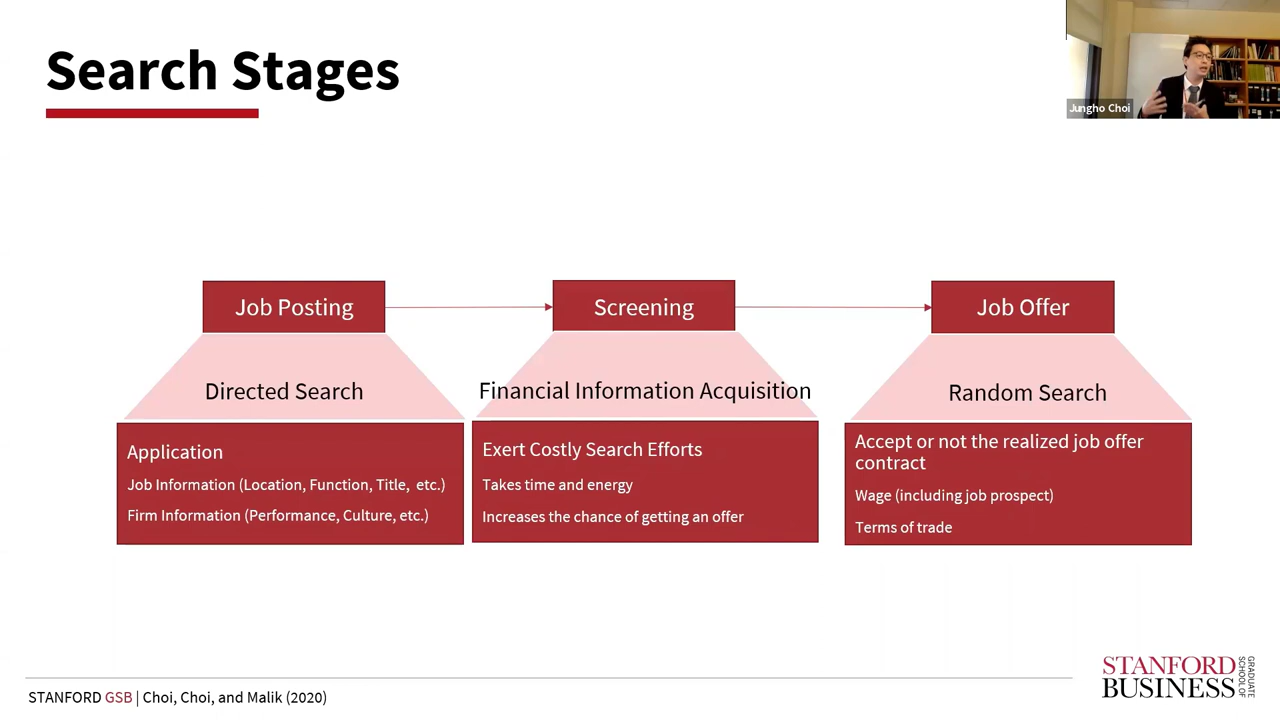 Search Stages
Jungho Choi
Job Posting
Screening
Job Offer
Directed Search
Financial Information Acquisition
Random Search
Application
Job Information (Location, Function, Title, etc.)
Firm Information (Performance, Culture, etc.)
Exert Costly Search Efforts
Takes time and energy
Increases the chance of getting an offer
Accept or not the realized job offer
contract
Wage (including job prospect)
Terms of trade
STANFORD GSB | Choi, Choi, and Malik (2020)
STANFORD
BUSINESS
GRADUATE
SCHOOL OF